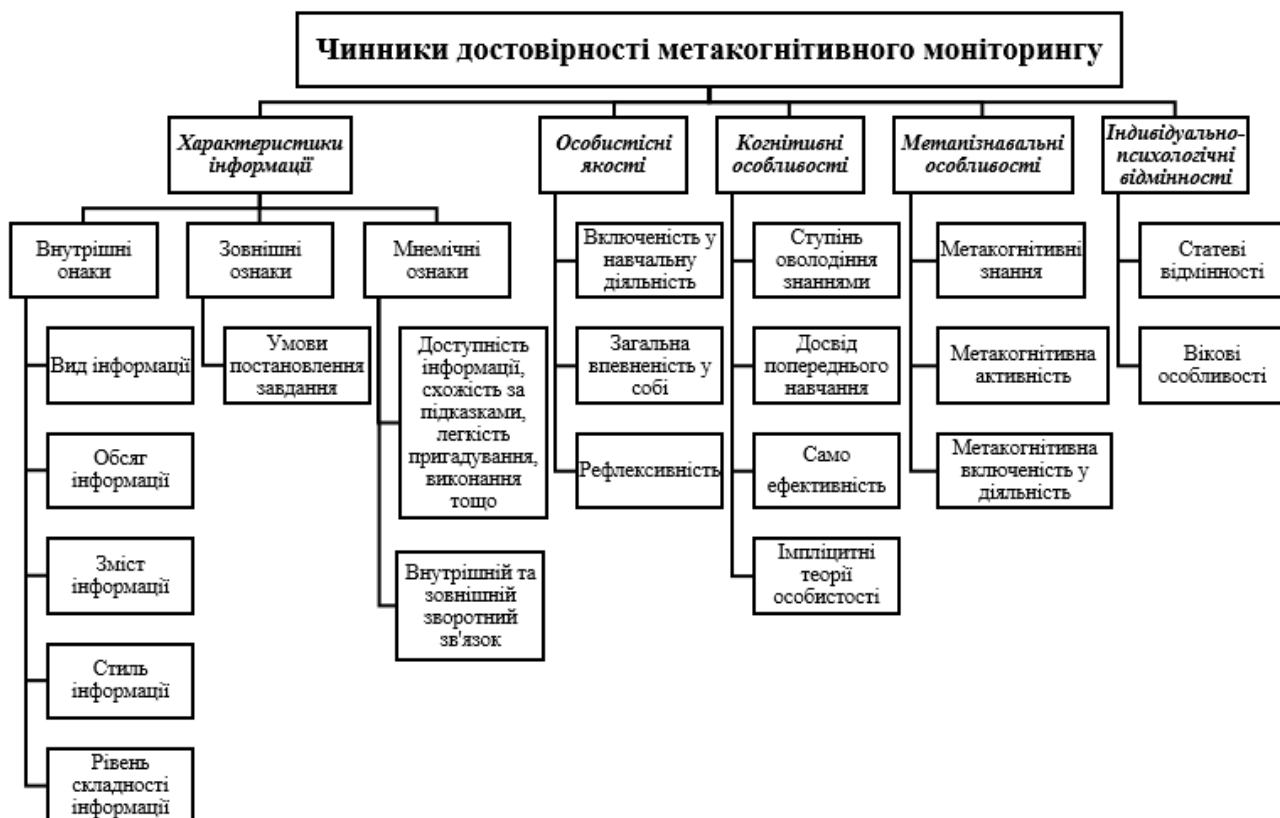 Чинники достовірності метакогнітивного моніторингу
Характеристики
інформації
Особистісні
якості
Когнітивні
особливості
Метапізнавальні
особливості
Індивідуально-
психологічні
відмінності
Внутрішні
онаки
Зовнішні
ознаки
Мнемічні
ознаки
Вид інформації
Обсяг
інформації
Зміст
інформації
Стиль
інформації
Рівень
складності
інформації
Умови
постановлення
завдання
Доступність
інформації,
схожість за
підказками,
легкість
пригадування,
виконання
тощо
Внутрішній та
зовнішній
зворотний
зв'язок
Включеність у
навчальну
діяльність
Загальна
впевненість у
собі
Рефлексивність
Ступінь
оволодіння
знаннями
Досвід
попереднього
навчання
Само
ефективність
Імпліцитні
теорії
особистості
Метакогнітивні
знання
Метакогнітивна
активність
Метакогнітивна
включеність у
діяльність
Статеві
відмінності
Вікові
особливості